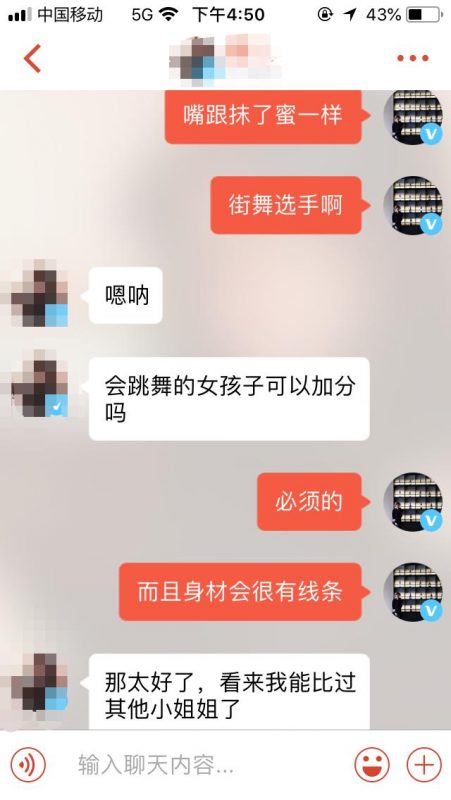 中国移动 5G 下午4:50 43%
嘴跟抹了蜜一样
街舞选手啊
嗯呐
会跳舞的女孩子可以加分
吗
必须的
而且身材会很有线条
那太好了，看来我能比过
其他小姐姐了
输入聊天内容...